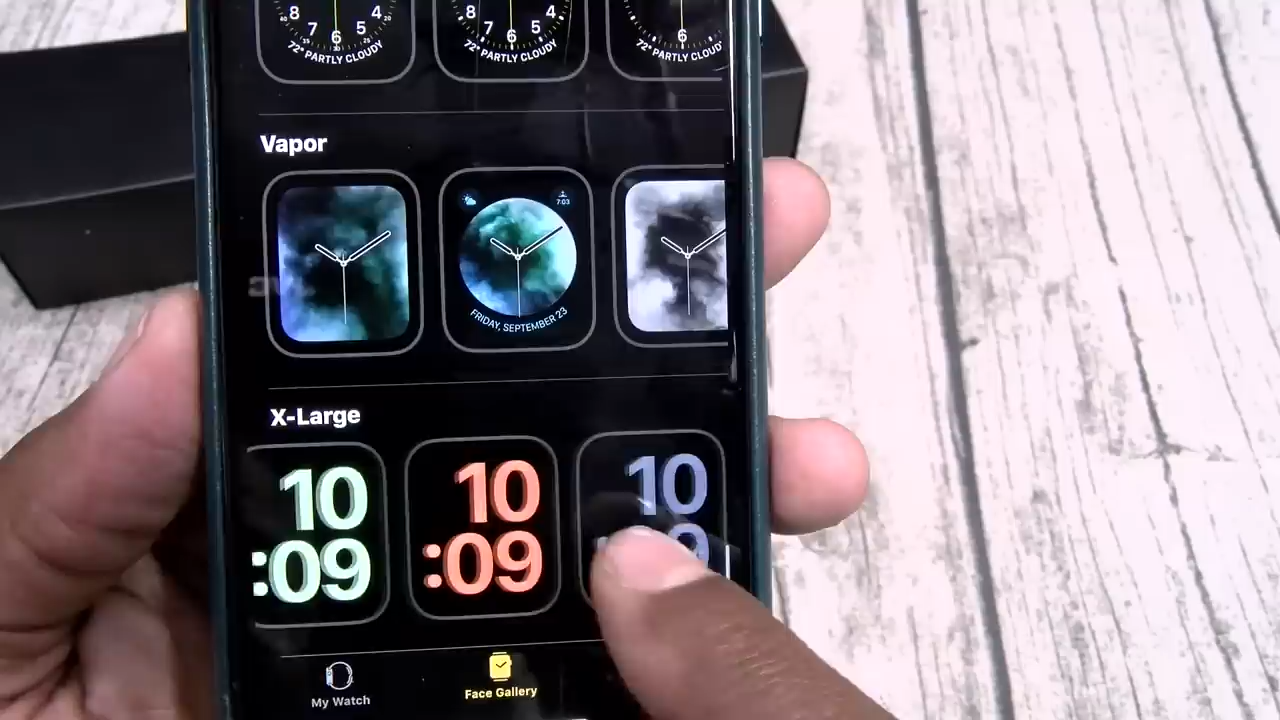 8 7 6 5 4
72° PARTLY CLOUDY
8 7 6 5 4
72° PARTLY CLOUDY
6
72° PARTLY CLOUD
Vapor
7:03
FRIDAY, SEPTEMBER 23
X-Large
10
:09
10
:09
10
9
My Watch
Face Gallery